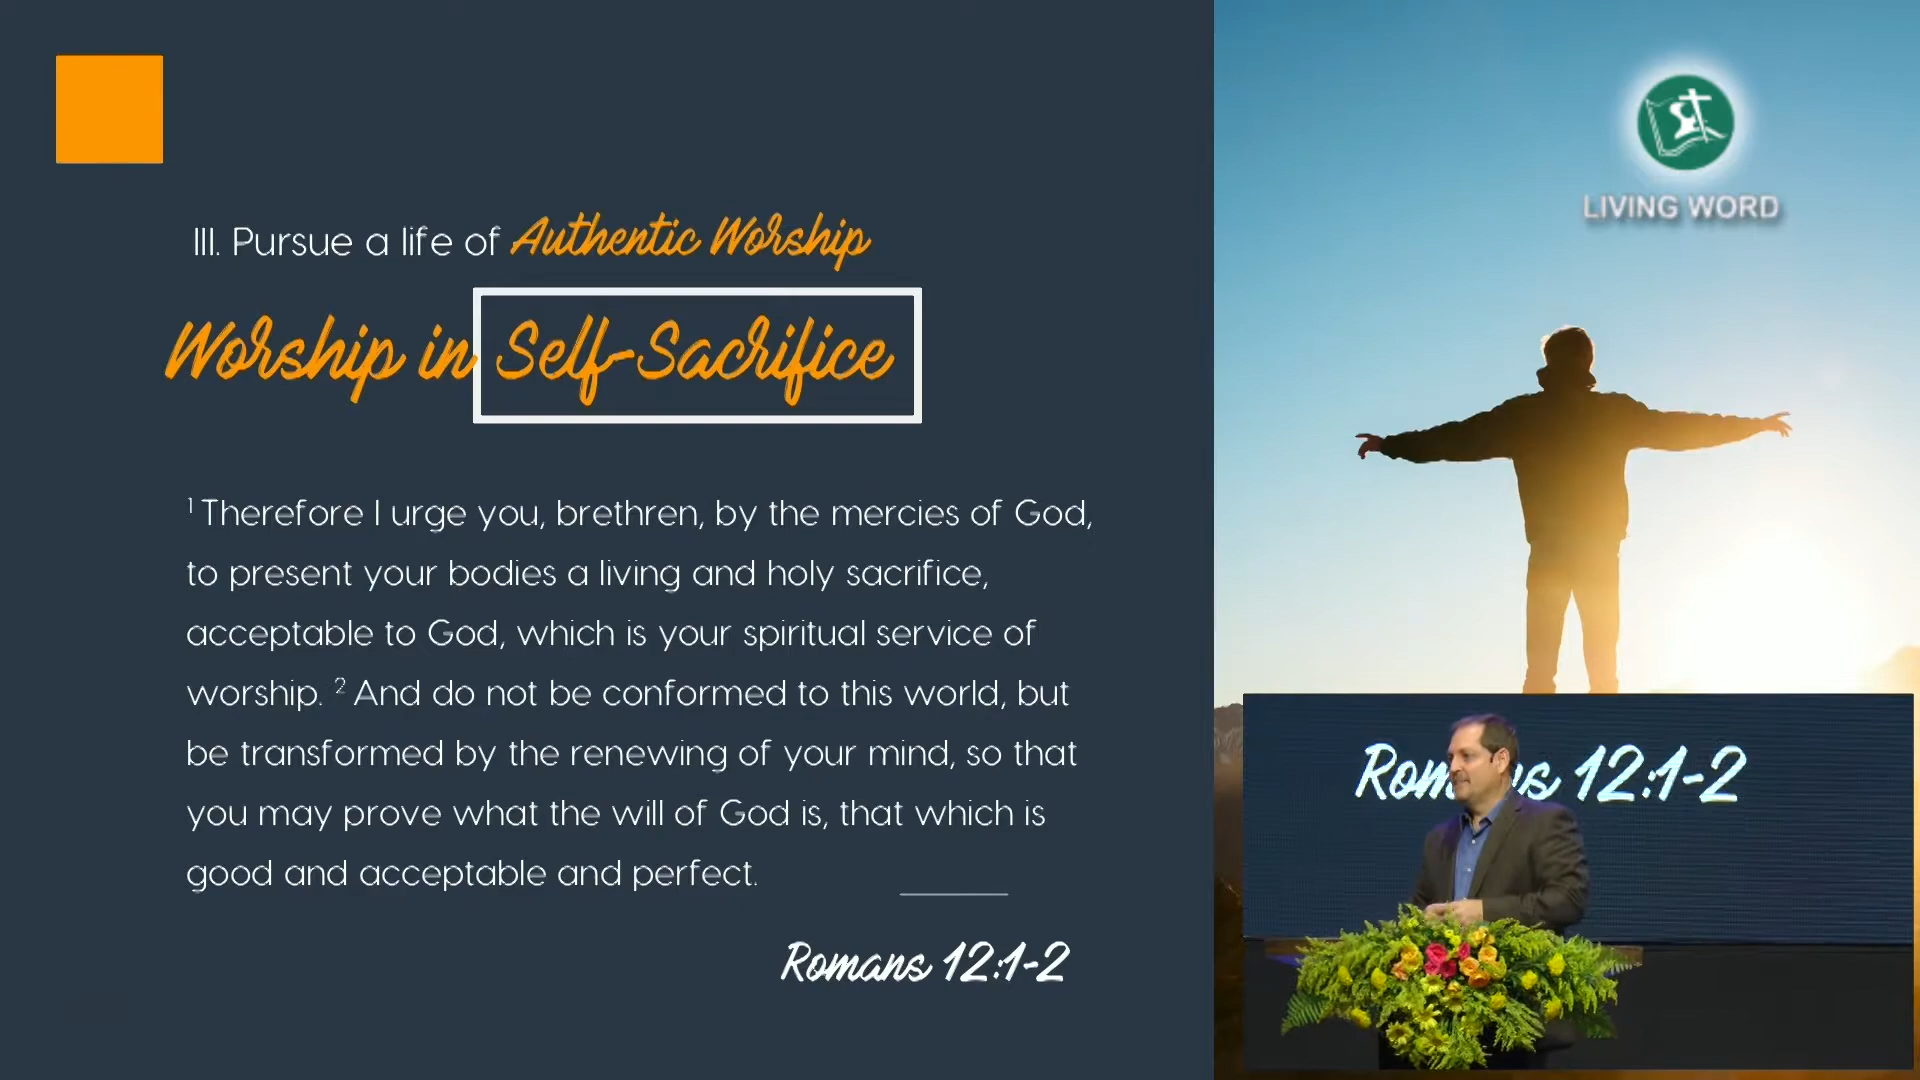 LIVING WORD
III. Pursue a life of Authentic Worship
Worship in Self-Sacrifice
1 Therefore I urge you, brethren, by the mercies of God,
to present your bodies a living and holy sacrifice,
acceptable to God, which is your spiritual service of
worship. 2 And do not be conformed to this world, but
be transformed by the renewing of your mind, so that
you may prove what the will of God is, that which is
good and acceptable and perfect.
Romans 12:1-2
Romans 12:1-2